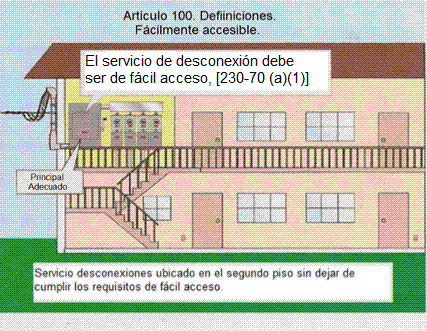 Artículo 100. Defiiniciones.
Fácilmente accesible.
El servicio de desconexión debe
ser de fácil acceso, [230-70 (a)(1)]
Principal
Adecuado
Servicio desconexiones ubicado en el segundo piso sin dejar de
cumplir los requisitos de fácil acceso.